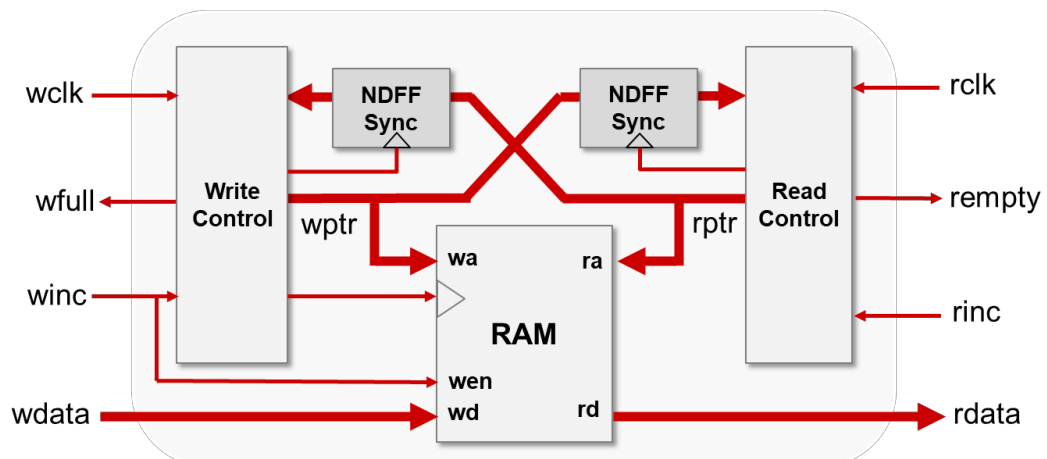 wclk
wfull
winc
wdata
Write
Control
NDFF
Sync
NDFF
Sync
wptr
rptr
wa
ra
RAM
wen
wd
rd
Read
Control
rclk
rempty
rinc
rdata